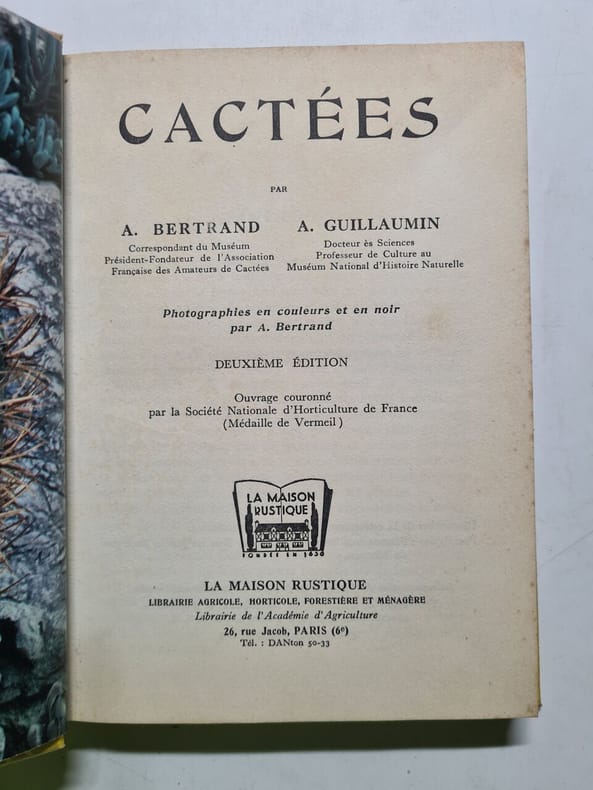 CACTÉES
PAR
A. BERTRAND
Correspondant du Muséum
Président-Fondateur de l'Association
Française des Amateurs de Cactées
A. GUILLAUMIN
Docteur ès Sciences
Professeur de Culture au
Muséum National d'Histoire Naturelle
Photographies en couleurs et en noir
par A. Bertrand
DEUXIÈME ÉDITION
Ouvrage couronné
par la Société Nationale d'Horticulture de France
(Médaille de Vermeil)
LA MAISON
RUSTIQUE
FONDÉE EN 1836
LA MAISON RUSTIQUE
LIBRAIRIE AGRICOLE, HORTICOLE, FORESTIÈRE ET MÉNAGÈRE
Librairie de l'Académie d'Agriculture
26, rue Jacob, PARIS (6e)
Tél. : DANton 50-33